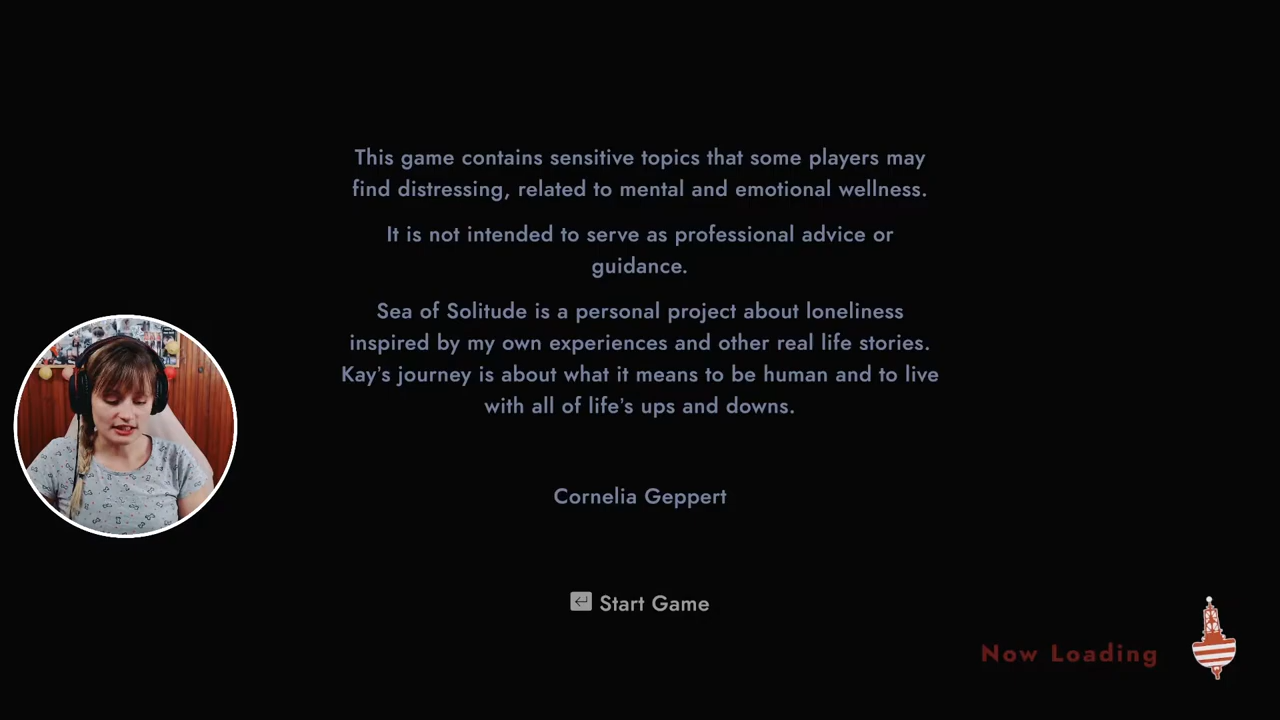 This game contains sensitive topics that some players may
find distressing, related to mental and emotional wellness.
It is not intended to serve as professional advice or
guidance.
Sea of Solitude is a personal project about loneliness
inspired by my own experiences and other real life stories.
Kay's journey is about what it means to be human and to live
with all of life's ups and downs.
Cornelia Geppert
Start Game
Now Loading